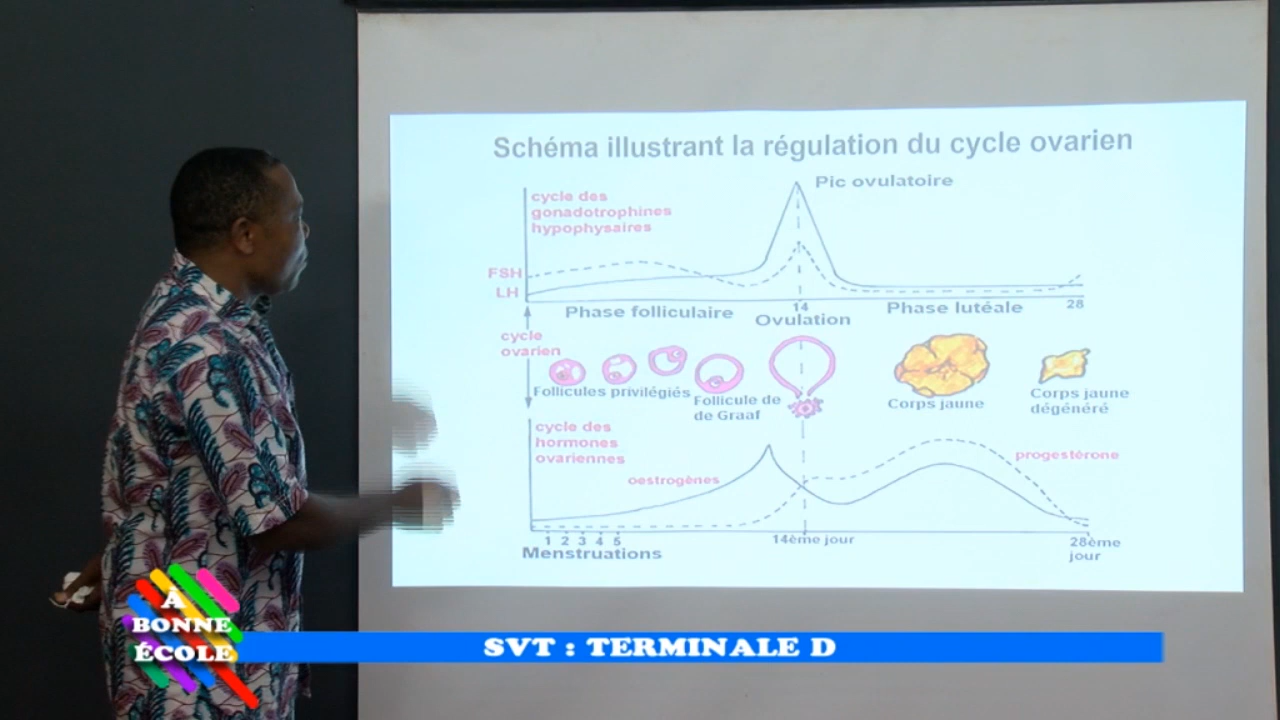 Schéma illustrant la régulation du cycle ovarien
Pic ovulatoire
cycle des
gonadotrophines
hypophysaires
FSH
LH
Phase folliculaire
14
Ovulation
Phase lutéale
28
cycle
ovarien
Follicules privilégiés
Follicule de
de Graaf
Corps jaune
Corps jaune
dégénéré
cycle des
hormones
ovariennes
oestrogènes
progestérone
1 2 3 4 5
Menstruations
14ème jour
28ème
jour
À
BONNE
ÉCOLE
SVT : TERMINALE D